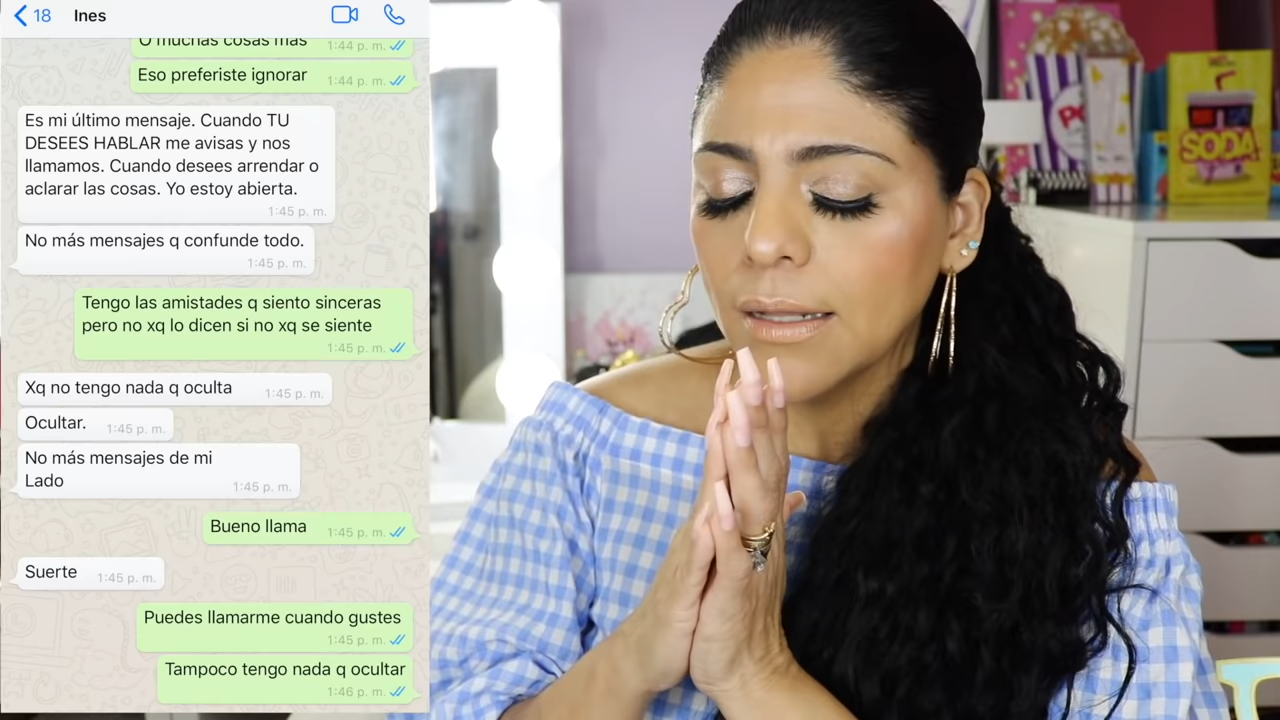 18
Ines
O muchas cosas más
1:44 p. m.
Eso preferiste ignorar
1:44 p. m.
Es mi último mensaje. Cuando TU
DESEES HABLAR me avisas y nos
llamamos. Cuando desees arrendar o
aclarar las cosas. Yo estoy abierta.
1:45 p. m.
No más mensajes q confunde todo.
1:45 p. m.
Tengo las amistades q siento sinceras
pero no xq lo dicen si no xq se siente
1:45 p. m.
Xq no tengo nada q oculta
1:45 p. m.
Ocultar.
1:45 p. m.
No más mensajes de mi
Lado
1:45 p. m.
Bueno llama
1:45 p. m.
Suerte
1:45 p. m.
Puedes llamarme cuando gustes
1:45 p. m.
Tampoco tengo nada q ocultar
1:46 p. m.
SODA